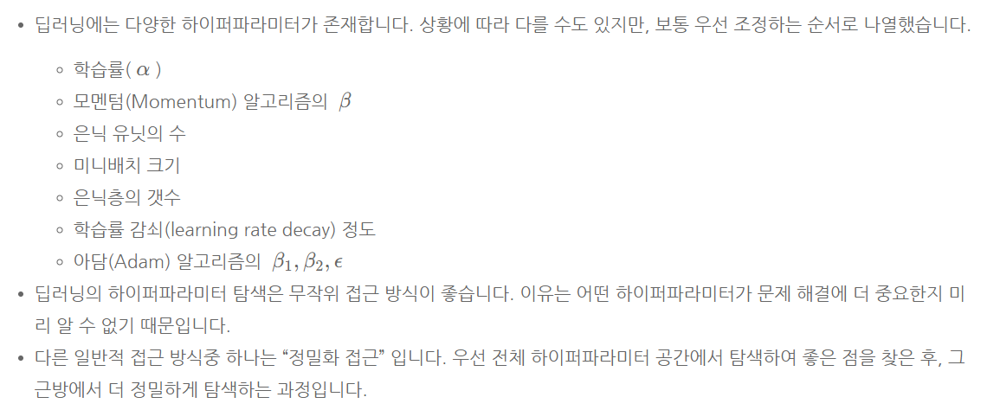 딥러닝에는 다양한 하이퍼파라미터가 존재합니다. 상황에 따라 다를 수도 있지만, 보통 우선 조정하는 순서로 나열했습니다.
학습률( α )
모멘텀(Momentum) 알고리즘의 β
은닉 유닛의 수
미니배치 크기
은닉층의 갯수
학습률 감쇠(learning rate decay) 정도
아담(Adam) 알고리즘의 β₁, β₂, ϵ
딥러닝의 하이퍼파라미터 탐색은 무작위 접근 방식이 좋습니다. 이유는 어떤 하이퍼파라미터가 문제 해결에 더 중요한지 미
리 알 수 없기 때문입니다.
다른 일반적 접근 방식중 하나는 “정밀화 접근” 입니다. 우선 전체 하이퍼파라미터 공간에서 탐색하여 좋은 점을 찾은 후, 그
근방에서 더 정밀하게 탐색하는 과정입니다.